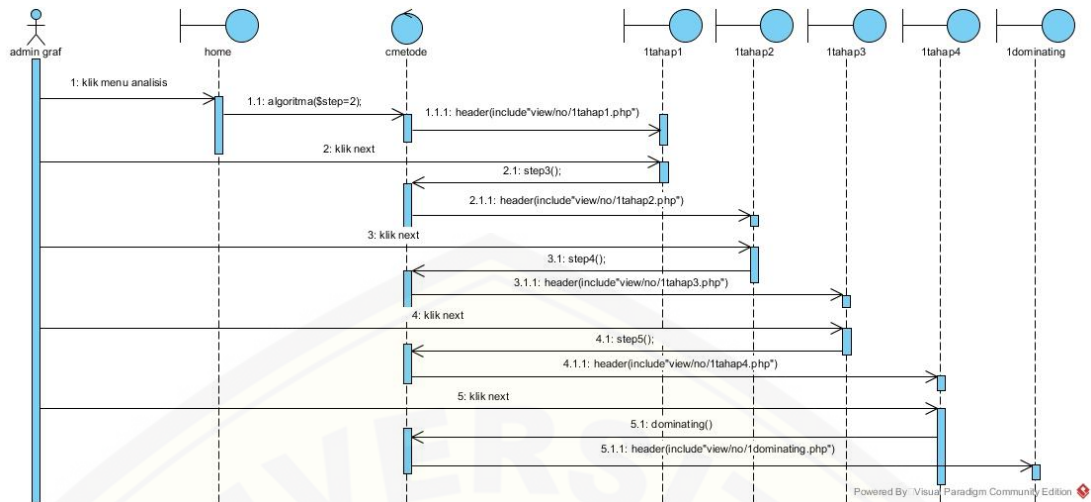 admin graf
home
cmetode
1tahap1
1tahap2
1tahap3
1tahap4
1dominating
1: klik menu analisis
1.1: algoritma($step=2);
1.1.1: header(include"view/no/1tahap1.php")
2: klik next
2.1: step3();
2.1.1: header(include"view/no/1tahap2.php")
3: klik next
3.1: step4();
3.1.1: header(include"view/no/1tahap3.php")
4: klik next
4.1: step5();
4.1.1: header(include"view/no/1tahap4.php")
5: klik next
5.1: dominating()
5.1.1: header(include"view/no/1dominating.php")
Powered By Visual Paradigm Community Edition